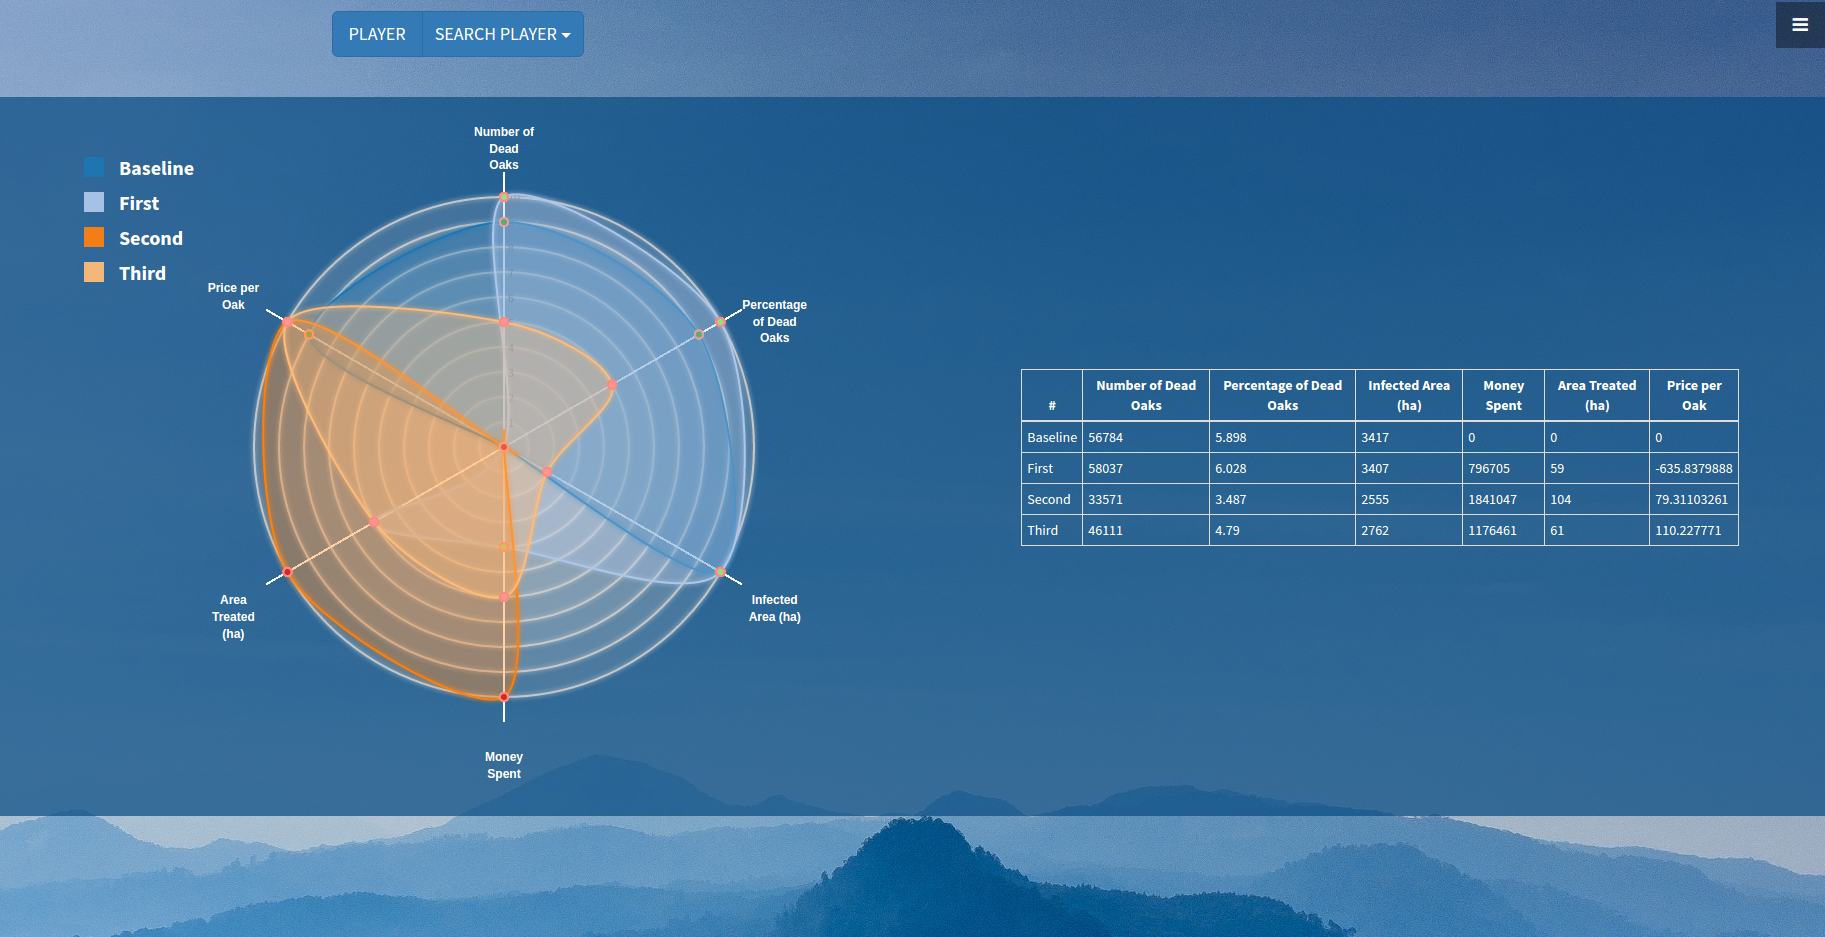 PLAYER SEARCH PLAYER
Baseline
First
Second
Third
Number of
Dead
Oaks
Percentage
of Dead
Oaks
Infected
Area (ha)
Money
Spent
Area
Treated
(ha)
Price per
Oak
# Number of Dead Oaks Percentage of Dead Oaks Infected Area (ha) Money Spent Area Treated (ha) Price per Oak
Baseline 56784 5.898 3417 0 0 0
First 58037 6.028 3407 796705 59 -635.8379888
Second 33571 3.487 2555 1841047 104 79.31103261
Third 46111 4.79 2762 1176461 61 110.227771